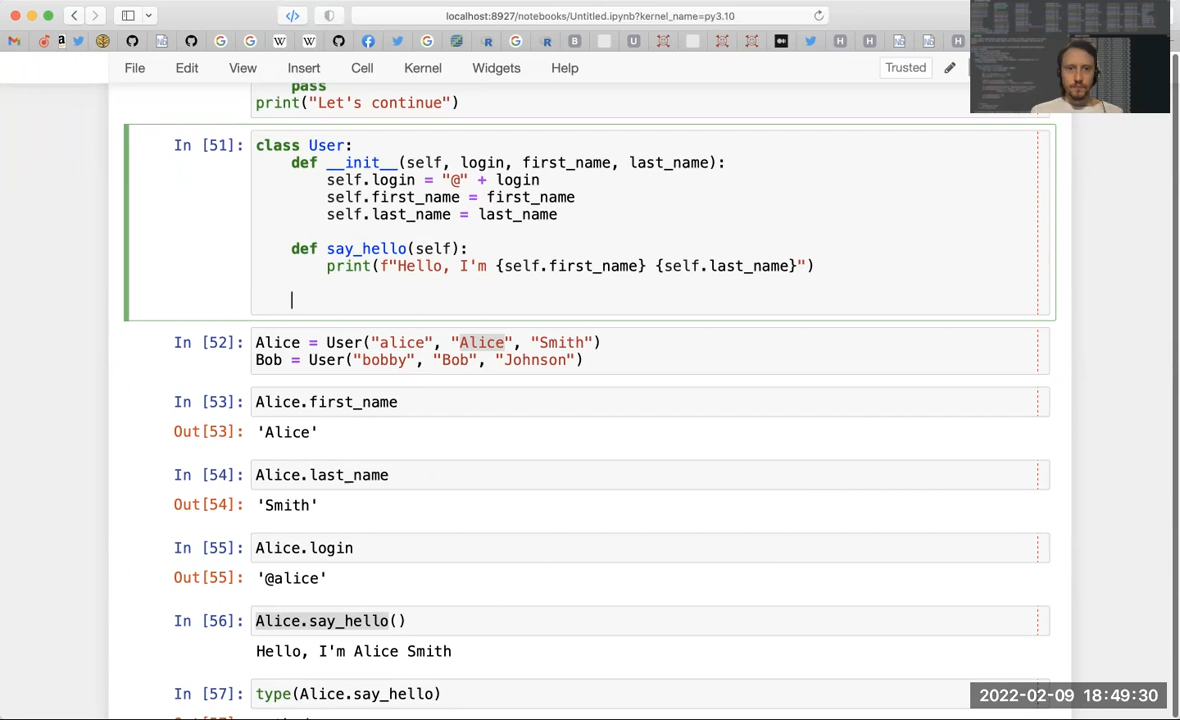 localhost:8927/notebooks/Untitled.ipynb?kernel_name=py3.10
File Edit View Insert Cell Kernel Widgets Help Trusted
pass
print("Let's continue")
In [51]: class User:
def __init__(self, login, first_name, last_name):
self.login = "@" + login
self.first_name = first_name
self.last_name = last_name
def say_hello(self):
print(f"Hello, I'm {self.first_name} {self.last_name}")
In [52]: Alice = User("alice", "Alice", "Smith")
Bob = User("bobby", "Bob", "Johnson")
In [53]: Alice.first_name
Out[53]: 'Alice'
In [54]: Alice.last_name
Out[54]: 'Smith'
In [55]: Alice.login
Out[55]: '@alice'
In [56]: Alice.say_hello()
Hello, I'm Alice Smith
In [57]: type(Alice.say_hello)
2022-02-09 18:49:30